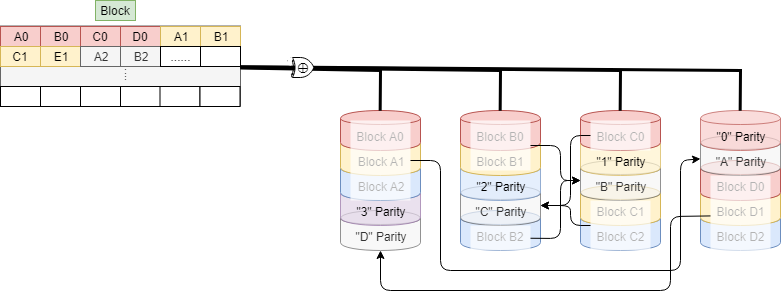 Block
A0 B0 C0 D0 A1 B1
C1 E1 A2 B2 ......
Block A0 Block B0 Block C0 "0" Parity
Block A1 Block B1 "1" Parity "A" Parity
Block A2 "2" Parity "B" Parity Block D0
"3" Parity "C" Parity Block C1 Block D1
"D" Parity Block B2 Block C2 Block D2